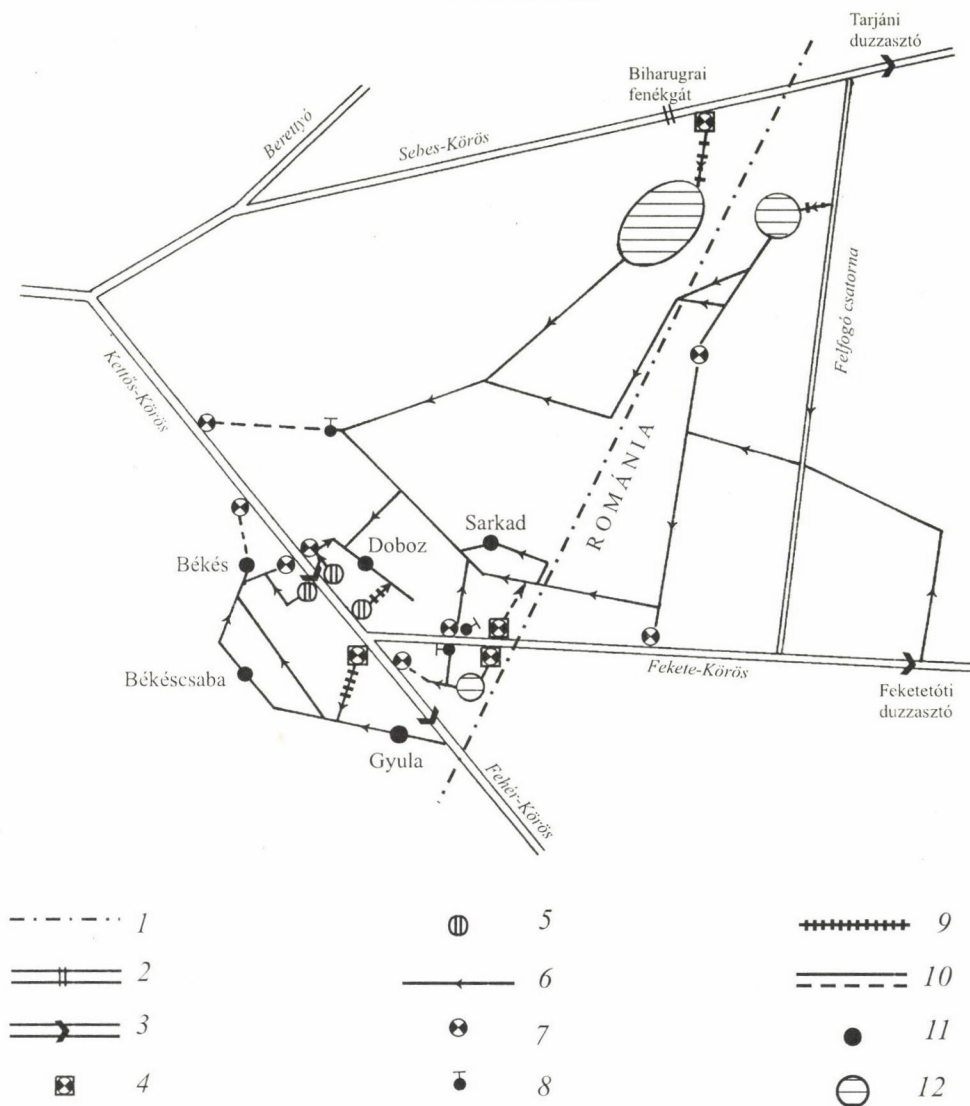 Tarjáni
duzzasztó
Biharugrai
fenékgát
Berettyó
Sebes-Körös
Felfogó csatorna
Kettős-Körös
ROMÁNIA
Sarkad
Doboz
Békés
Békéscsaba
Gyula
Fekete-Körös
Feketetóti
duzzasztó
Fehér-Körös
1
2
3
4
5
6
7
8
9
10
11
12